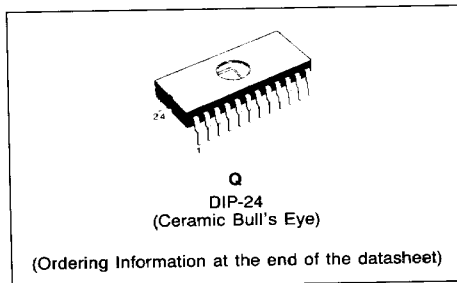 24
1
Q
DIP-24
(Ceramic Bull's Eye)
(Ordering Information at the end of the datasheet)